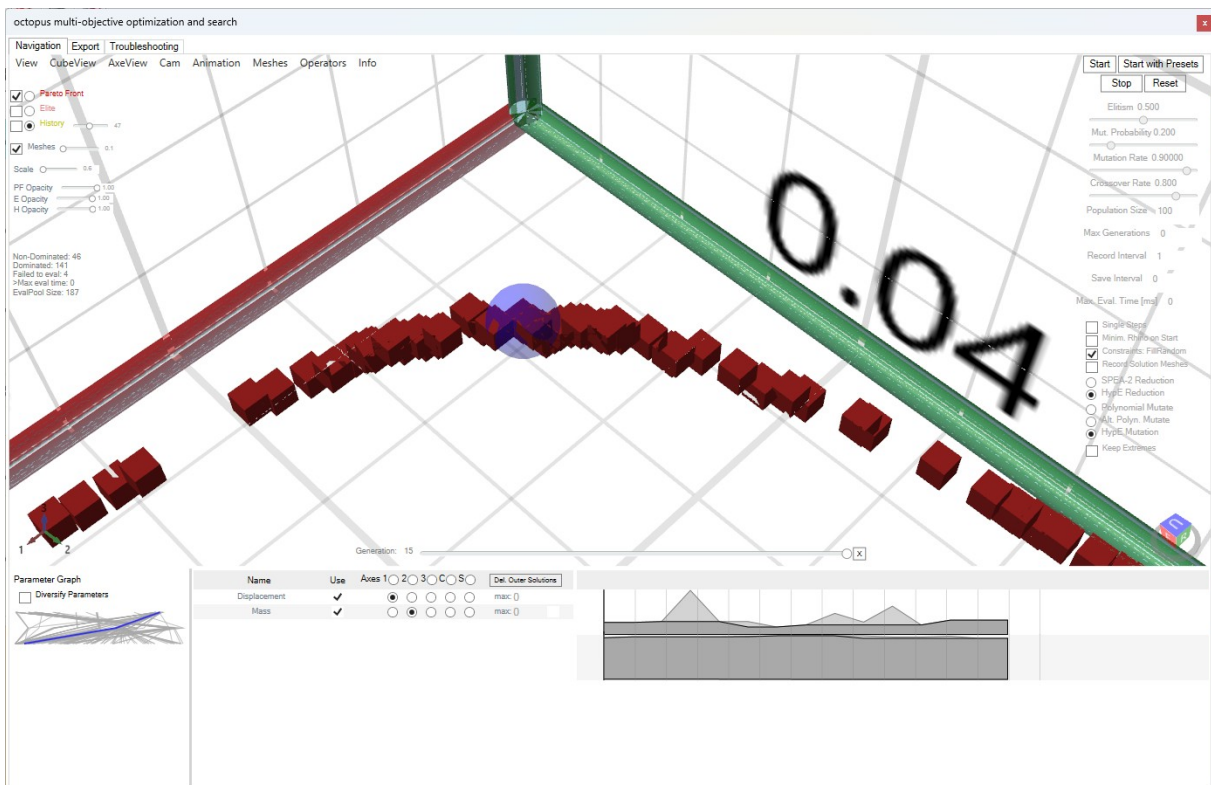 octopus multi-objective optimization and search
x
Navigation Export Troubleshooting
View CubeView AxeView Cam Animation Meshes Operators Info
Start Start with Presets
Stop Reset
Pareto Front
Elite
History 47
Meshes 0.1
Scale 0.6
PF Opacity 1.00
E Opacity 1.00
H Opacity 1.00
Non-Dominated: 46
Dominated: 141
Failed to eval: 4
>Max eval time: 0
EvalPool Size: 187
Elitism 0.500
Mut. Probability 0.200
Mutation Rate 0.90000
Crossover Rate 0.800
Population Size 100
Max Generations 0
Record Interval 1
Save Interval 0
Max. Eval. Time [ms] 0
Single Steps
Minim. Rhino on Start
Constraints: FillRandom
Record Solution Meshes
SPEA-2 Reduction
HypE Reduction
Polynomial Mutate
Alt. Polyn. Mutate
HypE Mutation
Keep Extremes
0.04
3
1 2
Generation: 15 X
Parameter Graph
Diversify Parameters
Name Use Axes 1 2 3 C S Del. Outer Solutions
Displacement max: ()
Mass max: ()